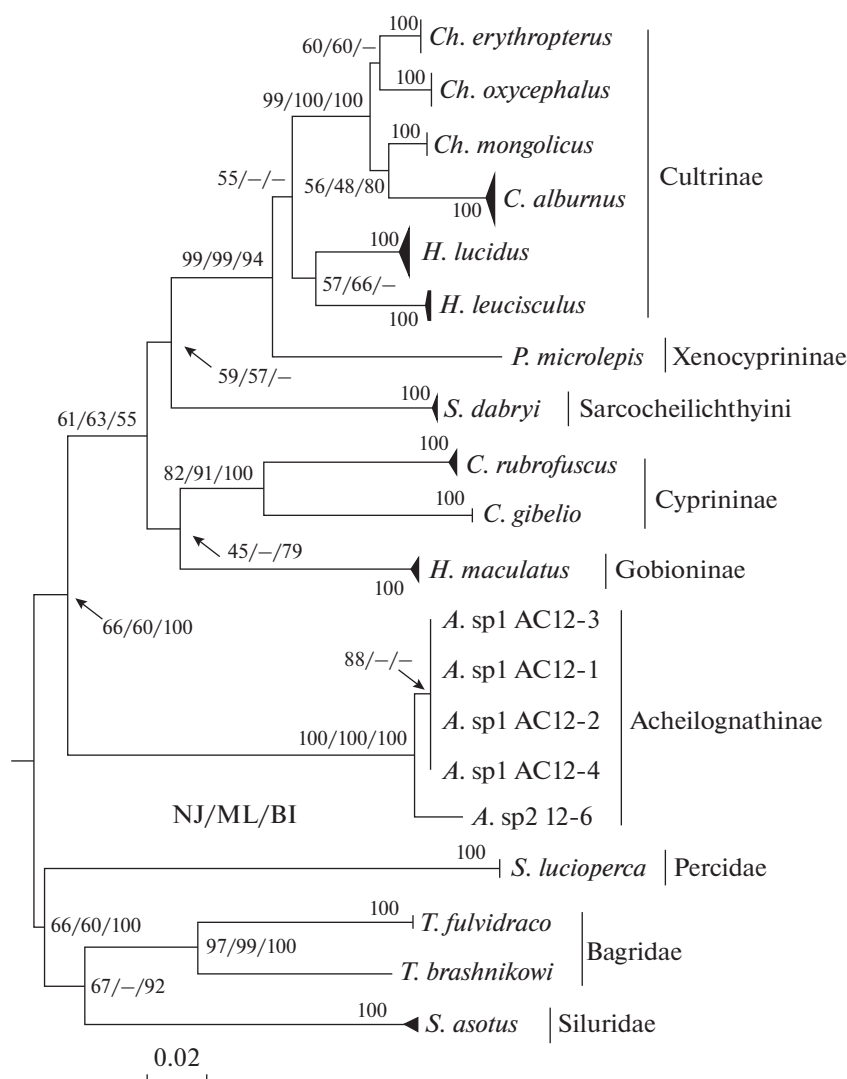 100
Ch. erythropterus
60/60/–
100
Ch. oxycephalus
99/100/100
100
Ch. mongolicus
Cultrinae
55/–/–
56/48/80
100
C. alburnus
100
H. lucidus
99/99/94
57/66/–
100
H. leucisculus
P. microlepis
Xenocyprininae
59/57/–
100
S. dabryi
Sarcocheilichthyini
61/63/55
100
C. rubrofuscus
82/91/100
Cyprininae
100
C. gibelio
45/–/79
100
H. maculatus
Gobioninae
66/60/100
A. sp1 AC12-3
88/–/–
A. sp1 AC12-1
A. sp1 AC12-2
Acheilognathinae
100/100/100
A. sp1 AC12-4
NJ/ML/BI
A. sp2 12-6
100
S. lucioperca
Percidae
66/60/100
100
T. fulvidraco
97/99/100
Bagridae
T. brashnikowi
67/–/92
100
S. asotus
Siluridae
0.02